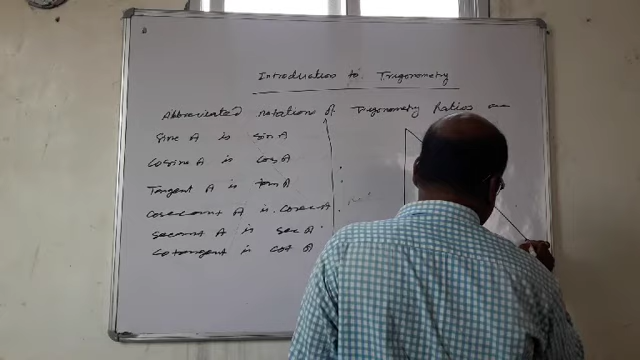 Introduction to Trigonometry
Abbreviated notation of Trigonometry Ratios are
Sine A is sin A
Cosine A is cos A
Tangent A is tan A
Cosecant A is cosec A
Secant A is sec A
Cotangent is cot A